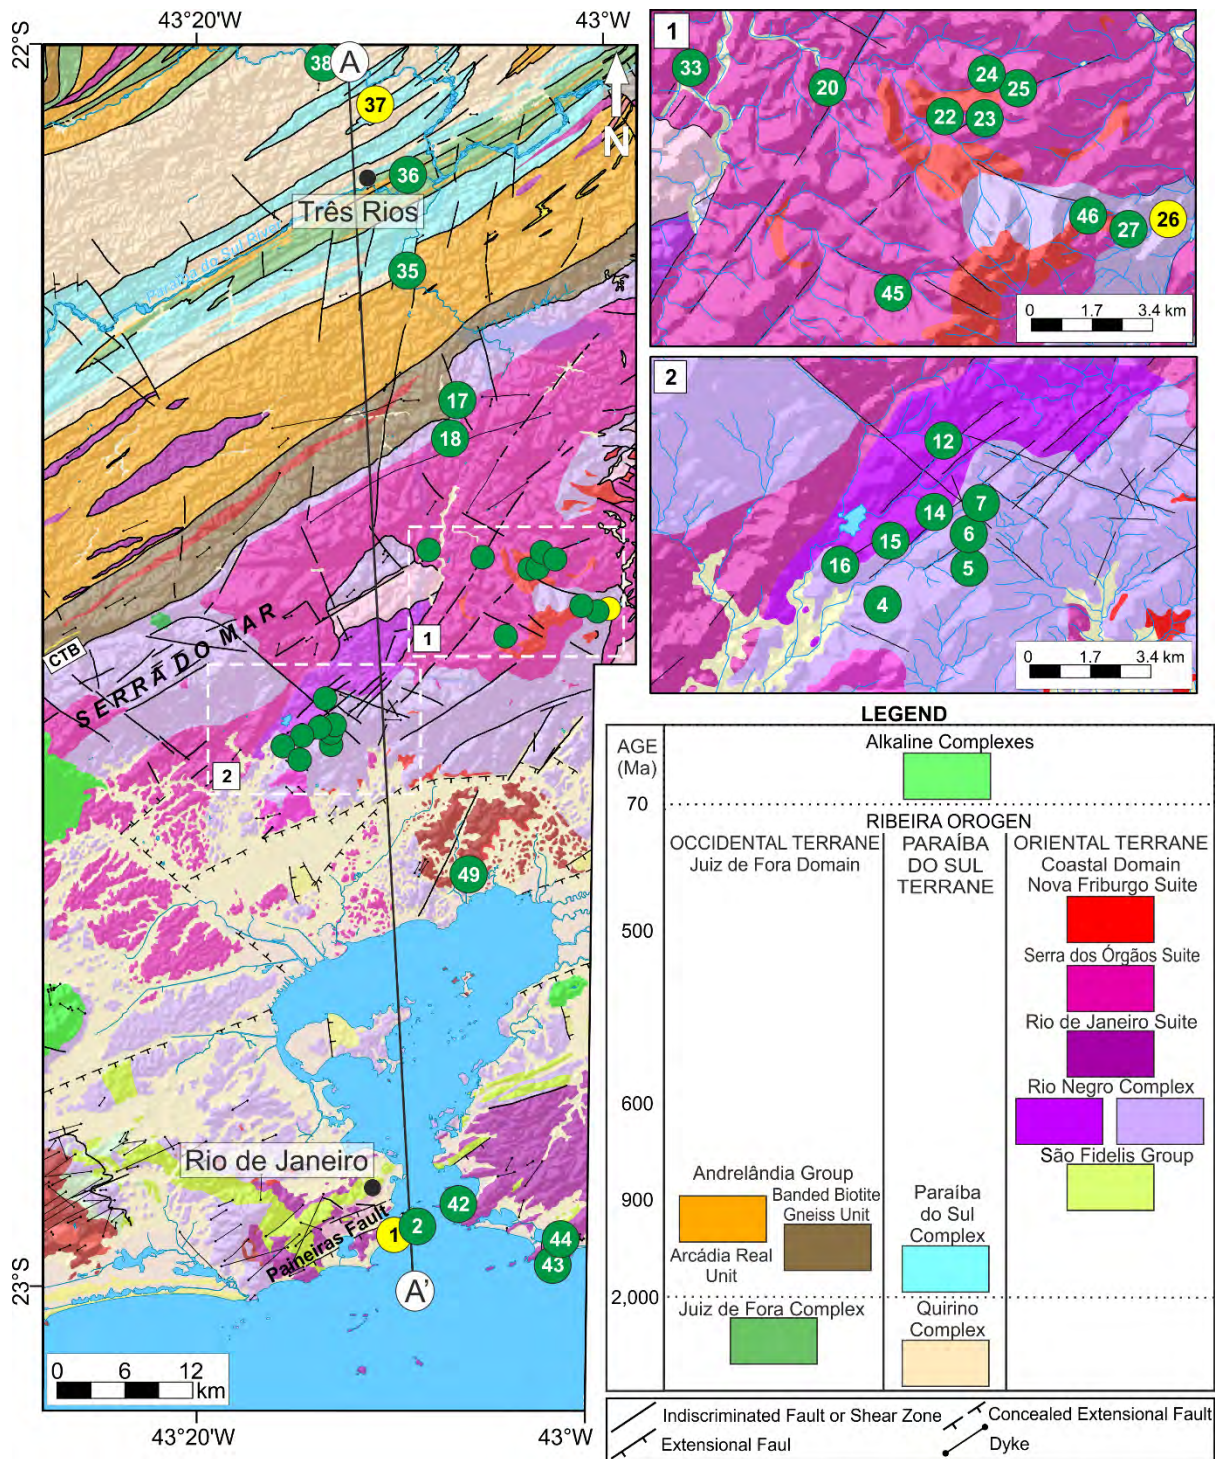 43°20'W
43°W
22°S
A
38
37
N
36
Três Rios
Paraíba do Sul River
35
17
18
1
CTB
SERRA DO MAR
2
49
Rio de Janeiro
Paineiras Fault
42
1
2
44
43
A'
23°S
0 6 12
km
43°20'W
43°W
1
33
20
24
25
22
23
46
27
26
45
0 1.7 3.4 km
2
12
7
14
6
15
16
5
4
0 1.7 3.4 km
LEGEND
AGE
(Ma)
Alkaline Complexes
70
RIBEIRA OROGEN
OCCIDENTAL TERRANE
Juiz de Fora Domain
PARAÍBA
DO SUL
TERRANE
ORIENTAL TERRANE
Coastal Domain
Nova Friburgo Suite
500
Serra dos Órgãos Suite
Rio de Janeiro Suite
600
Rio Negro Complex
São Fidelis Group
900
Andrelândia Group
Banded Biotite
Gneiss Unit
Arcádia Real
Unit
Paraíba
do Sul
Complex
2,000
Juiz de Fora Complex
Quirino
Complex
Indiscriminated Fault or Shear Zone
Concealed Extensional Fault
Extensional Faul
Dyke